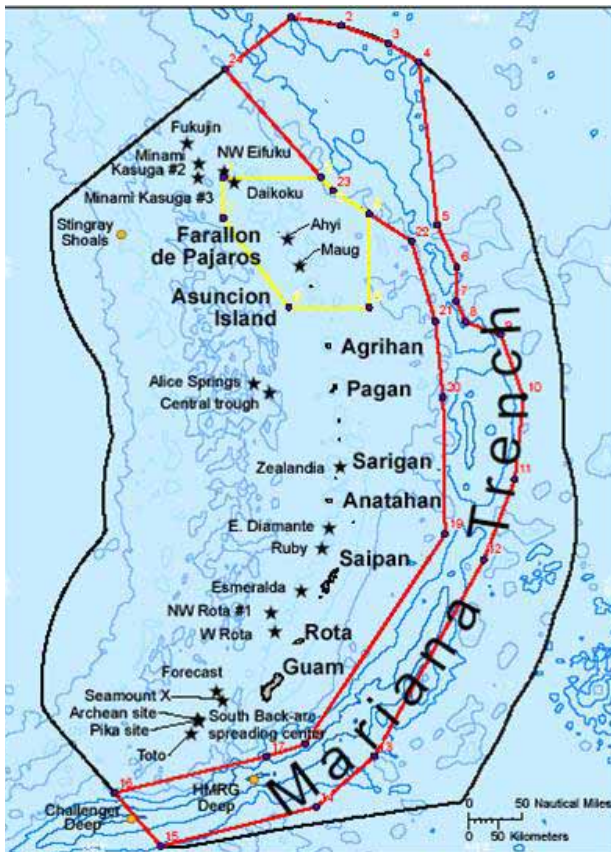 1
2
3
4
24
Fukujin
Minami
Kasuga #2
NW Eifuku
Minami Kasuga #3
Daikoku
23
Stingray
Shoals
Farallon
de Pajaros
Ahyi
Maug
22
5
6
7
8
9
Asuncion
Island
21
Agrihan
Alice Springs
Central trough
Pagan
20
10
Zealandia
Sarigan
11
Anatahan
E. Diamante
Ruby
Saipan
19
12
Esmeralda
NW Rota #1
W Rota
Rota
Guam
Forecast
Seamount X
Archean site
Pika site
Toto
South Back-arc
spreading center
17
13
16
HMRG
Deep
14
Challenger
Deep
15
Mariana Trench
0 50 Nautical Miles
0 50 Kilometers